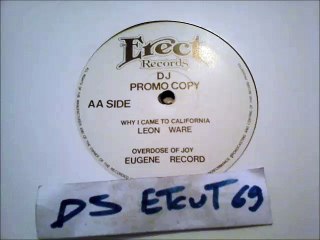 Erect
Records
DJ
PROMO COPY
AA SIDE
WHY I CAME TO CALIFORNIA
LEON WARE
OVERDOSE OF JOY
EUGENE RECORD
DS ETCUT69